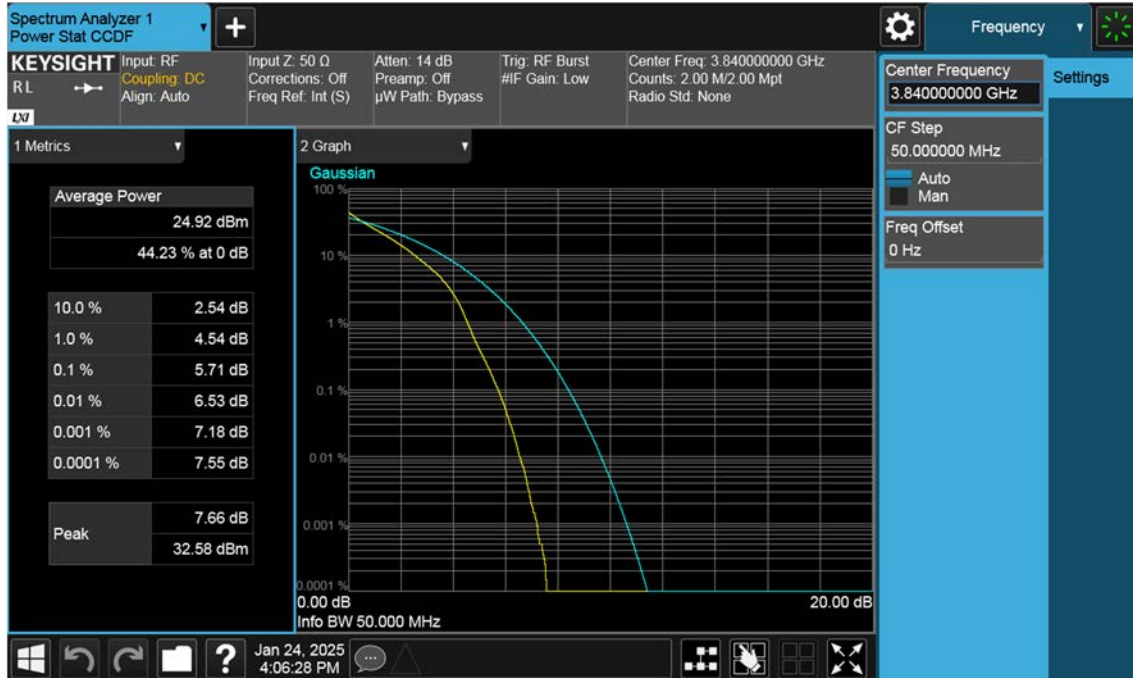 Spectrum Analyzer 1
Power Stat CCDF
Frequency
KEYSIGHT
R L
LXI
Input: RF
Coupling: DC
Align: Auto
Input Z: 50 Ω
Corrections: Off
Freq Ref: Int (S)
Atten: 14 dB
Preamp: Off
µW Path: Bypass
Trig: RF Burst
#IF Gain: Low
Center Freq: 3.840000000 GHz
Counts: 2.00 M/2.00 Mpt
Radio Std: None
Center Frequency
3.840000000 GHz
Settings
CF Step
50.000000 MHz
Auto
Man
Freq Offset
0 Hz
1 Metrics
Average Power
24.92 dBm
44.23 % at 0 dB
10.0 % 2.54 dB
1.0 % 4.54 dB
0.1 % 5.71 dB
0.01 % 6.53 dB
0.001 % 7.18 dB
0.0001 % 7.55 dB
Peak
7.66 dB
32.58 dBm
2 Graph
Gaussian
100 %
10 %
1 %
0.1 %
0.01 %
0.001 %
0.0001 %
0.00 dB 20.00 dB
Info BW 50.000 MHz
?
Jan 24, 2025
4:06:28 PM